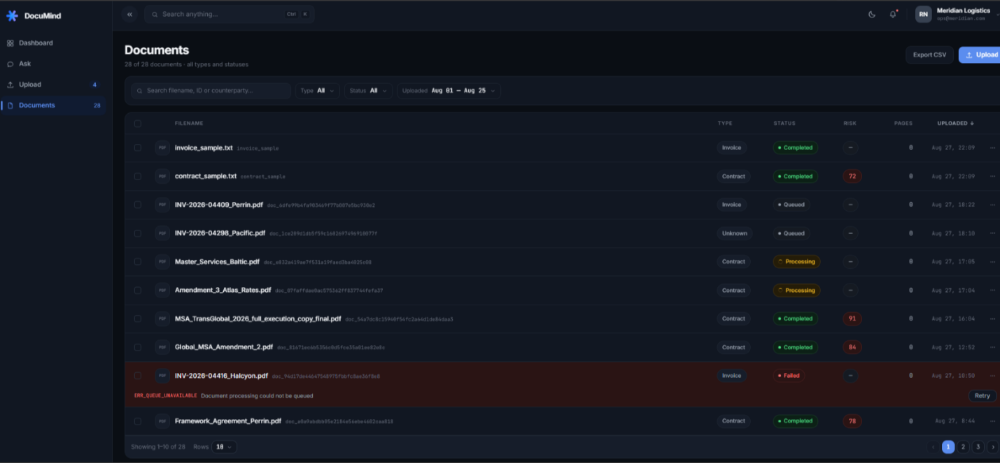 DocuMind
Search anything... Ctrl K
RN Meridian Logistics
ops@meridian.com
Dashboard
Ask
Upload 4
Documents 28
Documents
28 of 28 documents · all types and statuses
Export CSV
Upload
Search filename, ID or counterparty...
Type All
Status All
Uploaded Aug 01 – Aug 25
FILENAME TYPE STATUS RISK PAGES UPLOADED ↓
PDF invoice_sample.txt invoice_sample Invoice Completed – 0 Aug 27, 22:09 ...
PDF contract_sample.txt contract_sample Contract Completed 72 0 Aug 27, 22:09 ...
PDF INV-2026-04409_Perrin.pdf Invoice Queued – 0 Aug 27, 18:22 ...
PDF INV-2026-04298_Pacific.pdf Unknown Queued – 0 Aug 27, 18:10 ...
PDF Master_Services_Baltic.pdf Contract Processing – 0 Aug 27, 17:05 ...
PDF Amendment_3_Atlas_Rates.pdf Contract Processing – 0 Aug 27, 17:04 ...
PDF MSA_TransGlobal_2026_full_execution_copy_final.pdf Contract Completed 91 0 Aug 27, 16:04 ...
PDF Global_MSA_Amendment_2.pdf Contract Completed 84 0 Aug 27, 12:52 ...
PDF INV-2026-04416_Halcyon.pdf Invoice Failed – 0 Aug 27, 10:50 ...
ERR_QUEUE_UNAVAILABLE Document processing could not be queued Retry
PDF Framework_Agreement_Perrin.pdf Contract Completed 78 0 Aug 27, 8:44 ...
Showing 1–10 of 28 Rows 10 ‹ 1 2 3 ›